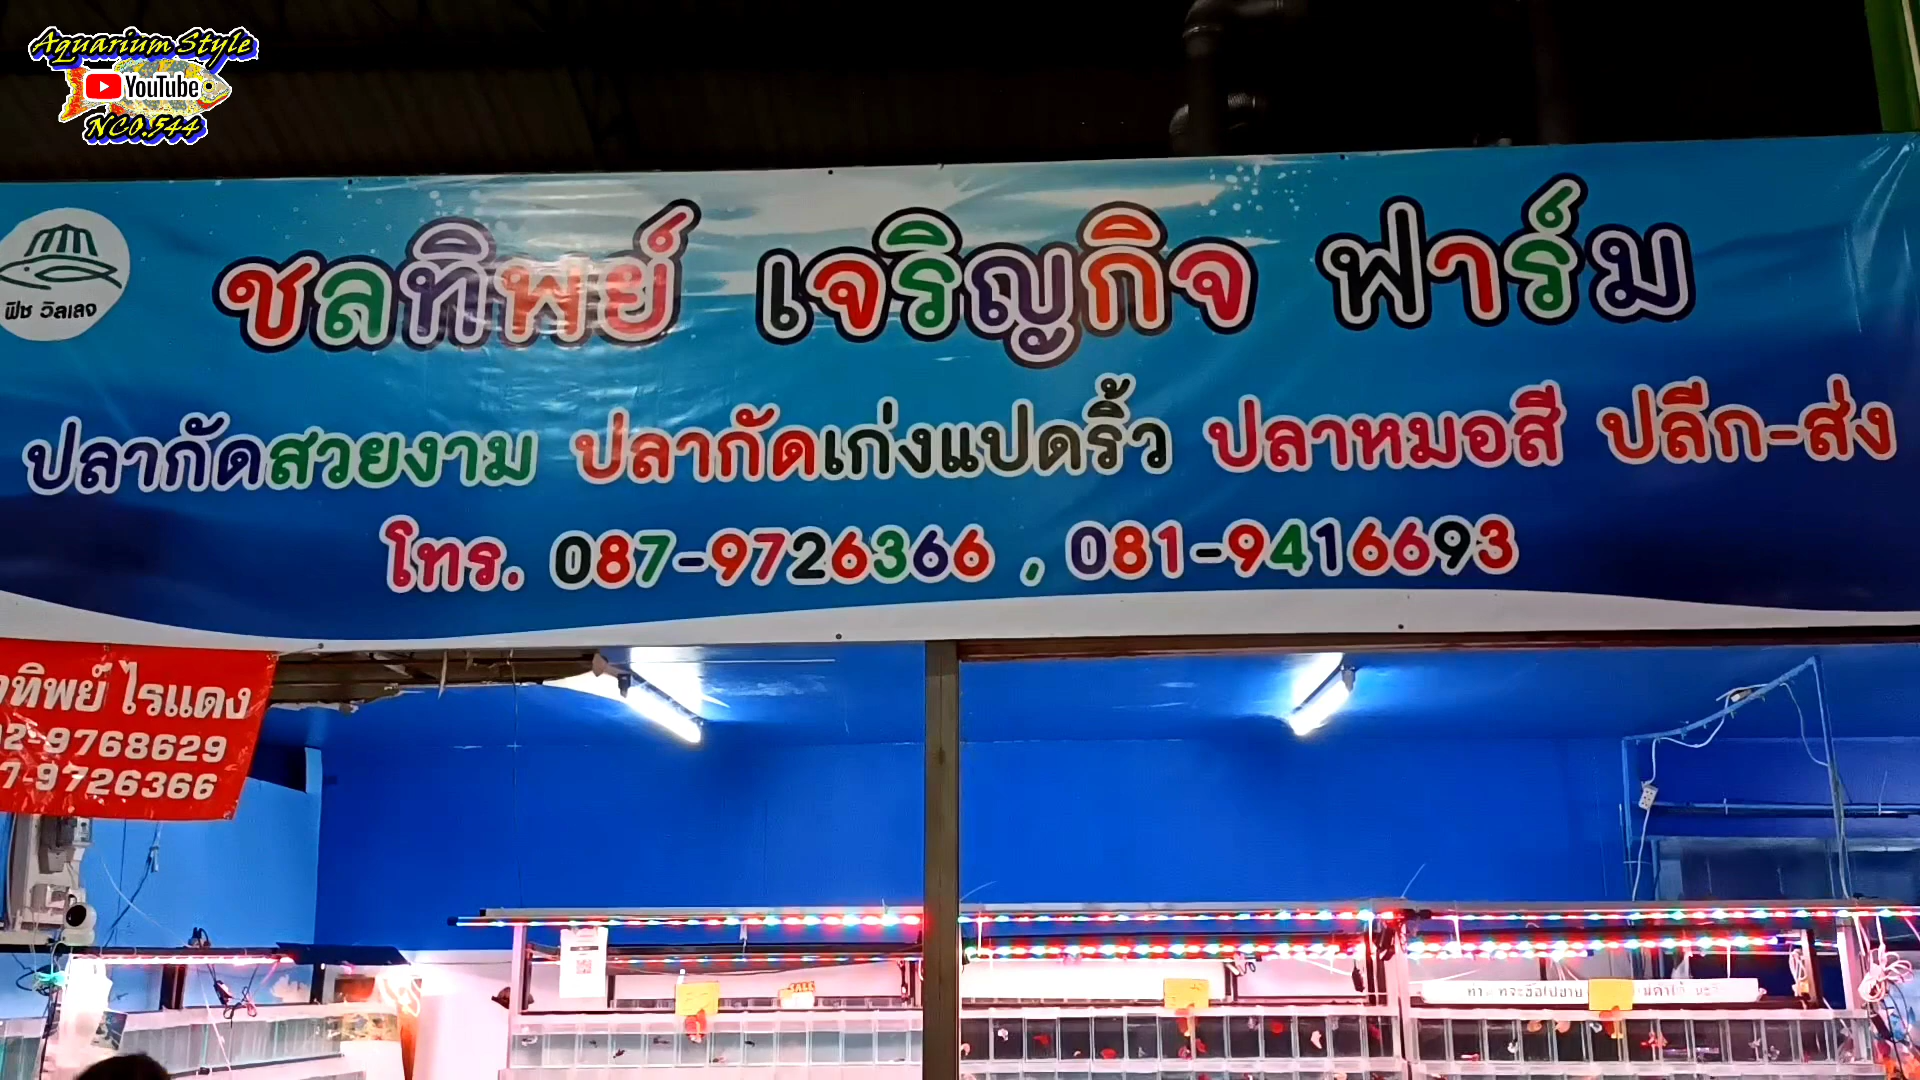 Aquarium Style
YouTube
NCO.544
ชลทิพย์ เจริญกิจ ฟาร์ม
ฟิช วิลเลจ
ปลากัดสวยงาม ปลากัดเก่งแปดริ้ว ปลาหมอสี ปลีก-ส่ง
โทร. 087-9726366 , 081-9416693
ทิพย์ ไรแดง
2-9768629
7-9726366